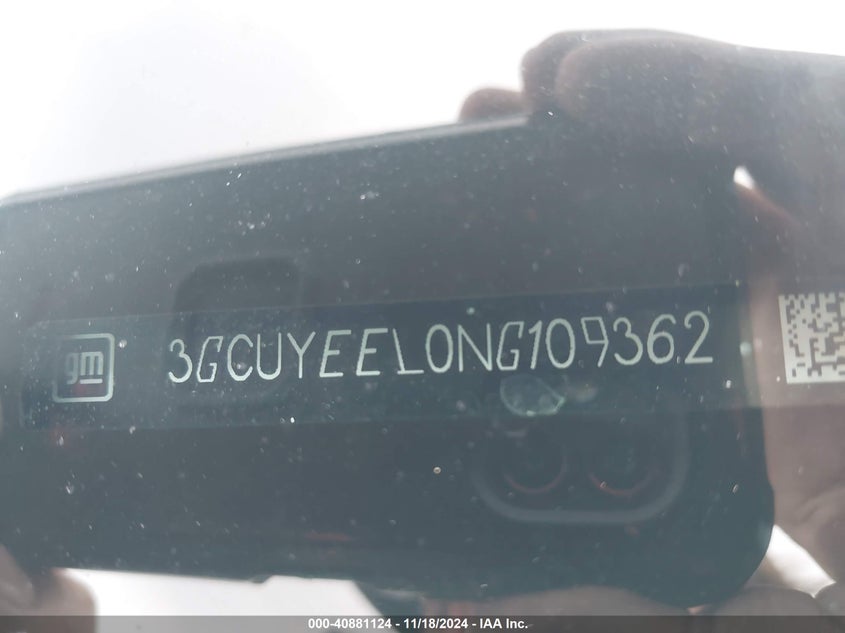 gm 3GCUYEEL0NG109362
000-40881124 - 11/18/2024 - IAA Inc.